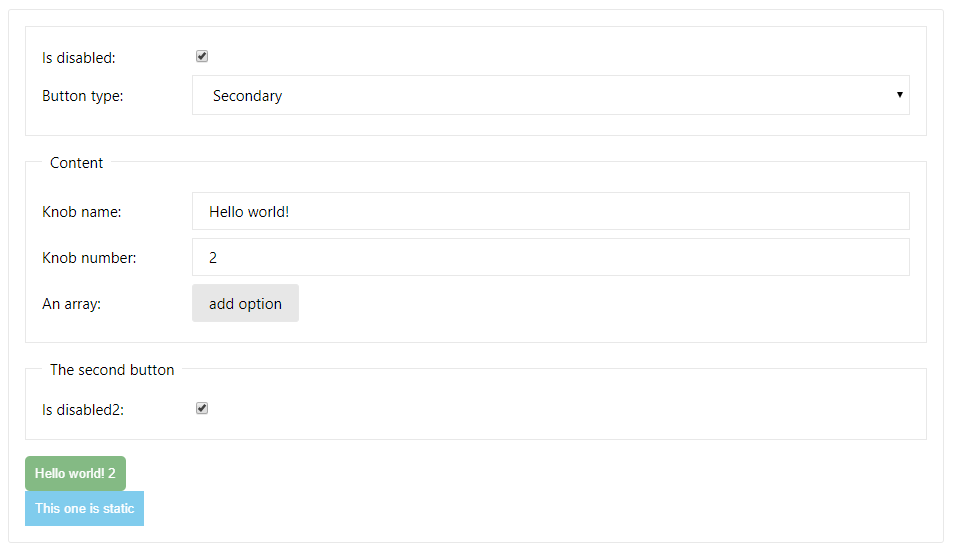 Is disabled:
Button type: Secondary
Content
Knob name: Hello world!
Knob number: 2
An array: add option
The second button
Is disabled2:
Hello world! 2
This one is static